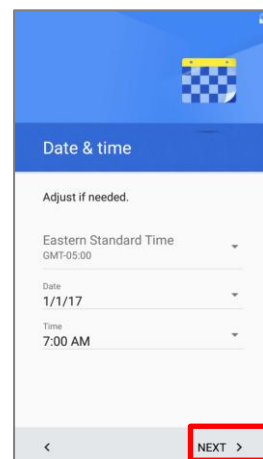 Date & time
Adjust if needed.
Eastern Standard Time
GMT-05:00
Date
1/1/17
Time
7:00 AM
< NEXT >